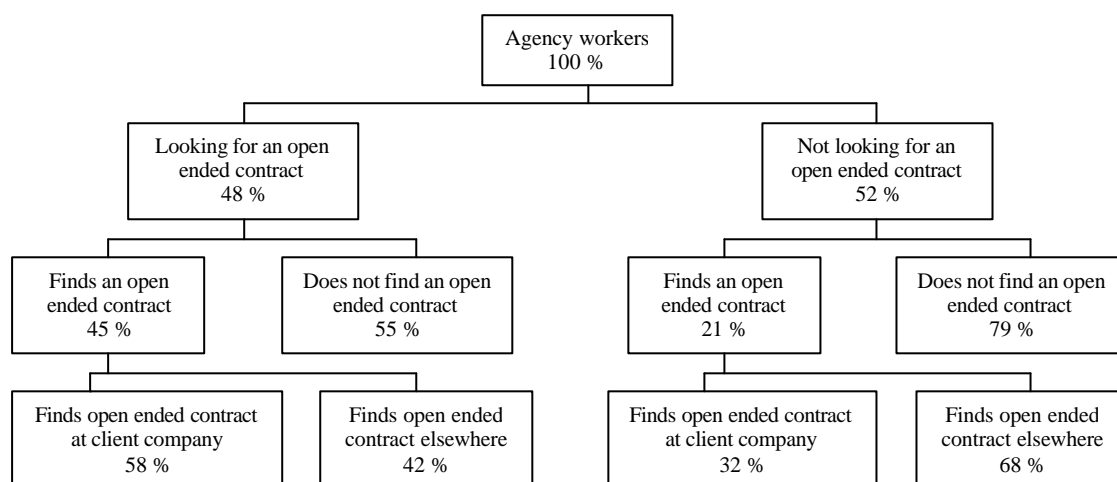 Agency workers
100 %
Looking for an open
ended contract
48 %
Not looking for an
open ended contract
52 %
Finds an open
ended contract
45 %
Does not find an open
ended contract
55 %
Finds an open
ended contract
21 %
Does not find an open
ended contract
79 %
Finds open ended contract
at client company
58 %
Finds open ended
contract elsewhere
42 %
Finds open ended contract
at client company
32 %
Finds open ended
contract elsewhere
68 %